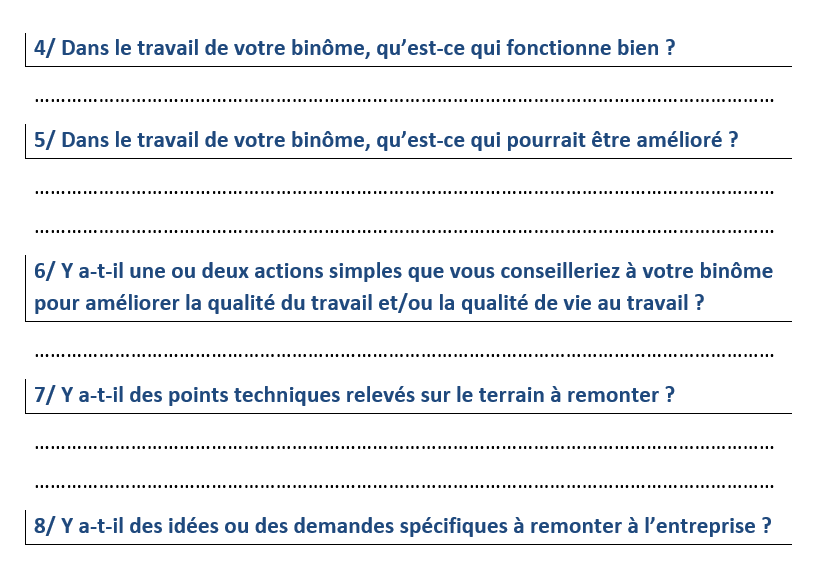 4/ Dans le travail de votre binôme, qu’est-ce qui fonctionne bien ?
……………………………………………………………………………………………………………………………
5/ Dans le travail de votre binôme, qu’est-ce qui pourrait être amélioré ?
……………………………………………………………………………………………………………………………
……………………………………………………………………………………………………………………………
6/ Y a-t-il une ou deux actions simples que vous conseilleriez à votre binôme
pour améliorer la qualité du travail et/ou la qualité de vie au travail ?
……………………………………………………………………………………………………………………………
7/ Y a-t-il des points techniques relevés sur le terrain à remonter ?
……………………………………………………………………………………………………………………………
……………………………………………………………………………………………………………………………
8/ Y a-t-il des idées ou des demandes spécifiques à remonter à l’entreprise ?